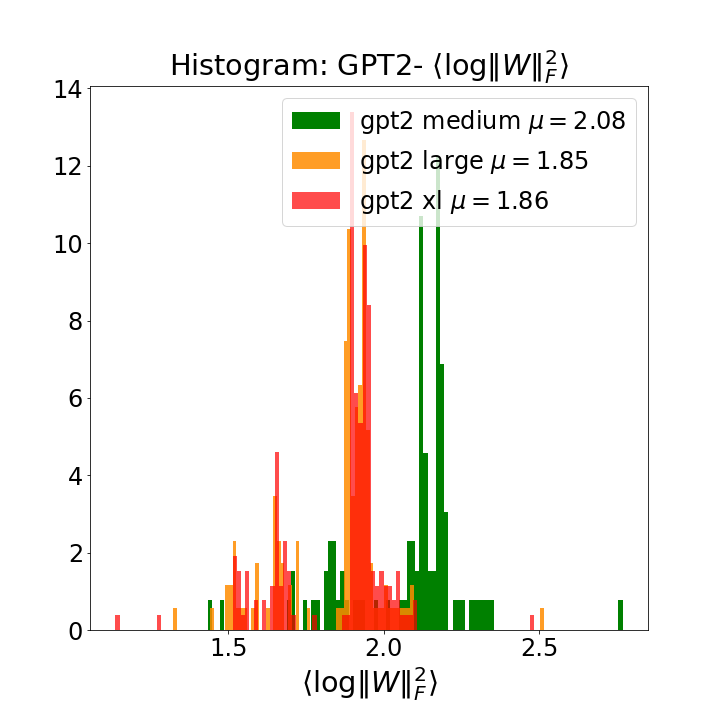 Histogram: GPT2- ⟨log‖W‖²_F⟩
14
12
10
8
6
4
2
0
gpt2 medium μ = 2.08
gpt2 large μ = 1.85
gpt2 xl μ = 1.86
1.5 2.0 2.5
⟨log‖W‖²_F⟩